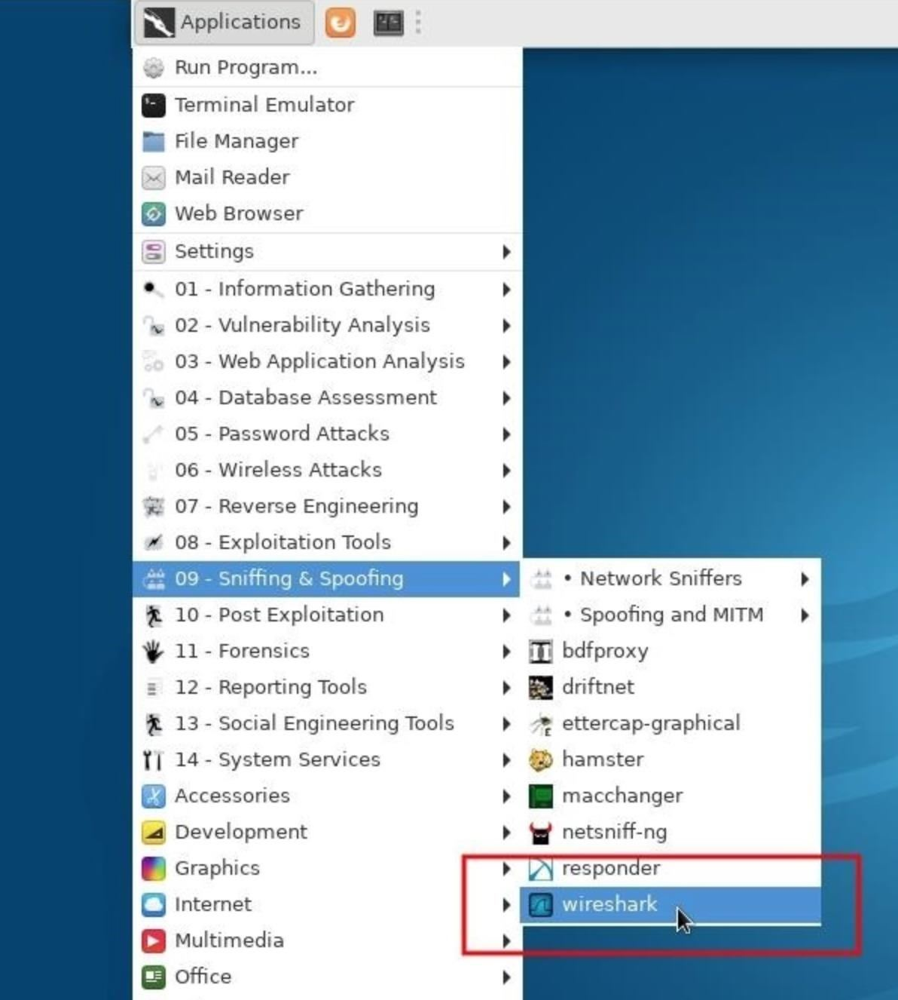 Applications
Run Program...
Terminal Emulator
File Manager
Mail Reader
Web Browser
Settings
01 - Information Gathering
02 - Vulnerability Analysis
03 - Web Application Analysis
04 - Database Assessment
05 - Password Attacks
06 - Wireless Attacks
07 - Reverse Engineering
08 - Exploitation Tools
09 - Sniffing & Spoofing
10 - Post Exploitation
11 - Forensics
12 - Reporting Tools
13 - Social Engineering Tools
14 - System Services
Accessories
Development
Graphics
Internet
Multimedia
Office
• Network Sniffers
• Spoofing and MITM
bdfproxy
driftnet
ettercap-graphical
hamster
macchanger
netsniff-ng
responder
wireshark